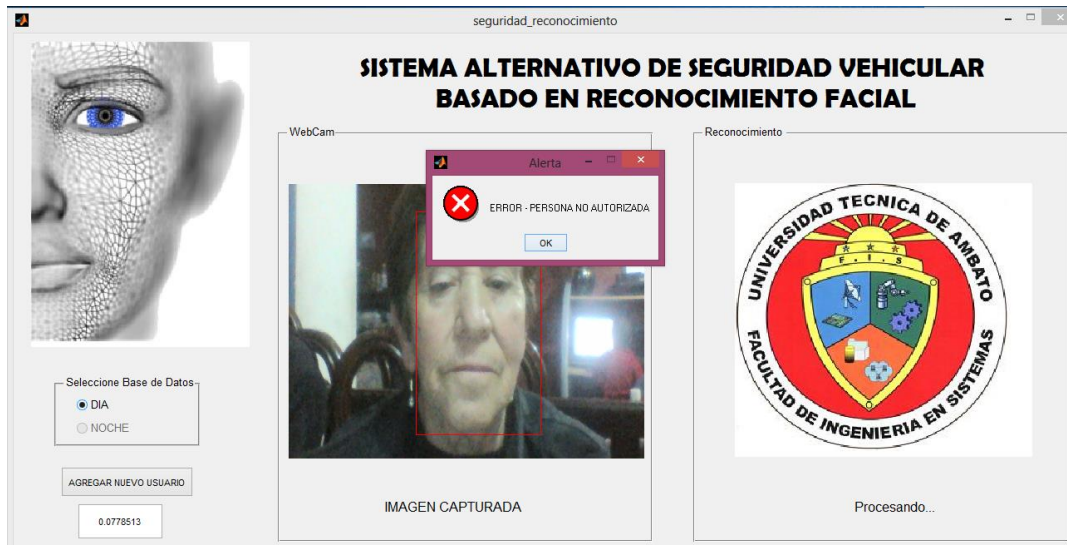 seguridad_reconocimiento
SISTEMA ALTERNATIVO DE SEGURIDAD VEHICULAR
BASADO EN RECONOCIMIENTO FACIAL
WebCam
Alerta
ERROR - PERSONA NO AUTORIZADA
OK
IMAGEN CAPTURADA
Reconocimiento
UNIVERSIDAD TECNICA DE AMBATO
F.I.S
FACULTAD DE INGENIERIA EN SISTEMAS
Procesando...
Seleccione Base de Datos
DIA
NOCHE
AGREGAR NUEVO USUARIO
0.0778513